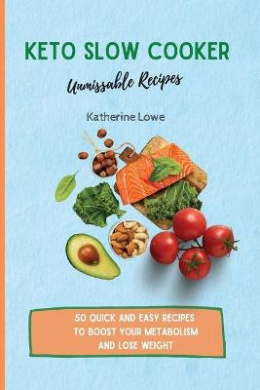 KETO SLOW COOKER
Unmissable Recipes
Katherine Lowe
50 QUICK AND EASY RECIPES
TO BOOST YOUR METABOLISM
AND LOSE WEIGHT